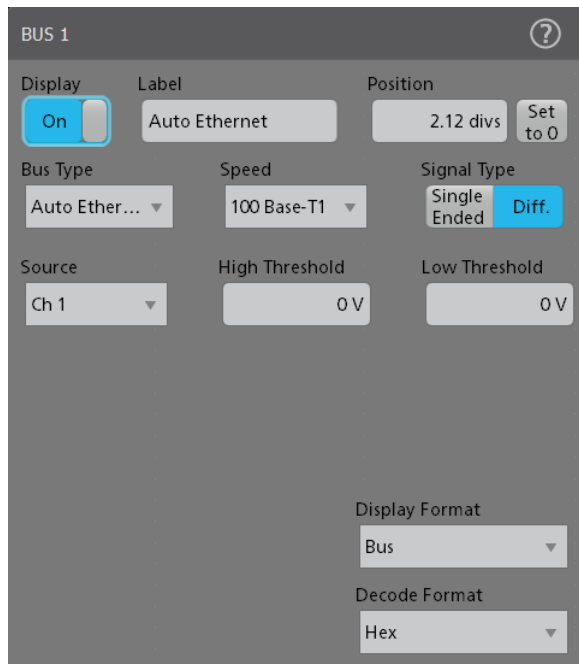 BUS 1 ?
Display Label Position
On Auto Ethernet 2.12 divs Set
to 0
Bus Type Speed Signal Type
Auto Ether... 100 Base-T1 Single
Ended Diff.
Source High Threshold Low Threshold
Ch 1 0 V 0 V
Display Format
Bus
Decode Format
Hex